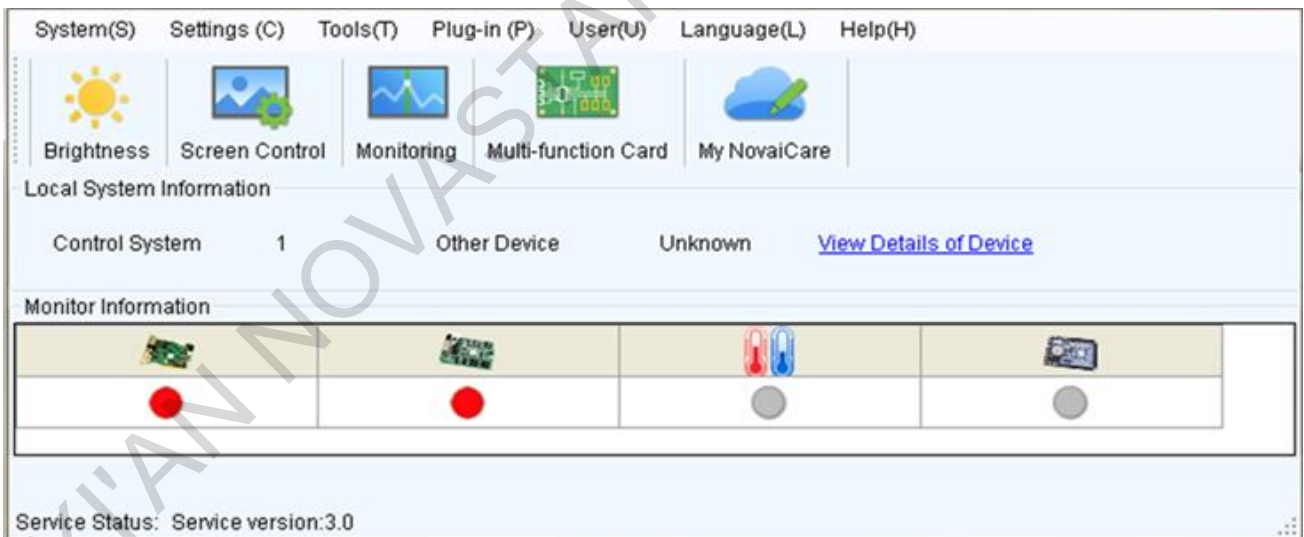 System(S) Settings (C) Tools(T) Plug-in (P) User(U) Language(L) Help(H)
Brightness Screen Control Monitoring Multi-function Card My NovaiCare
Local System Information
Control System 1 Other Device Unknown View Details of Device
Monitor Information
Service Status: Service version:3.0
XI'AN NOVASTA